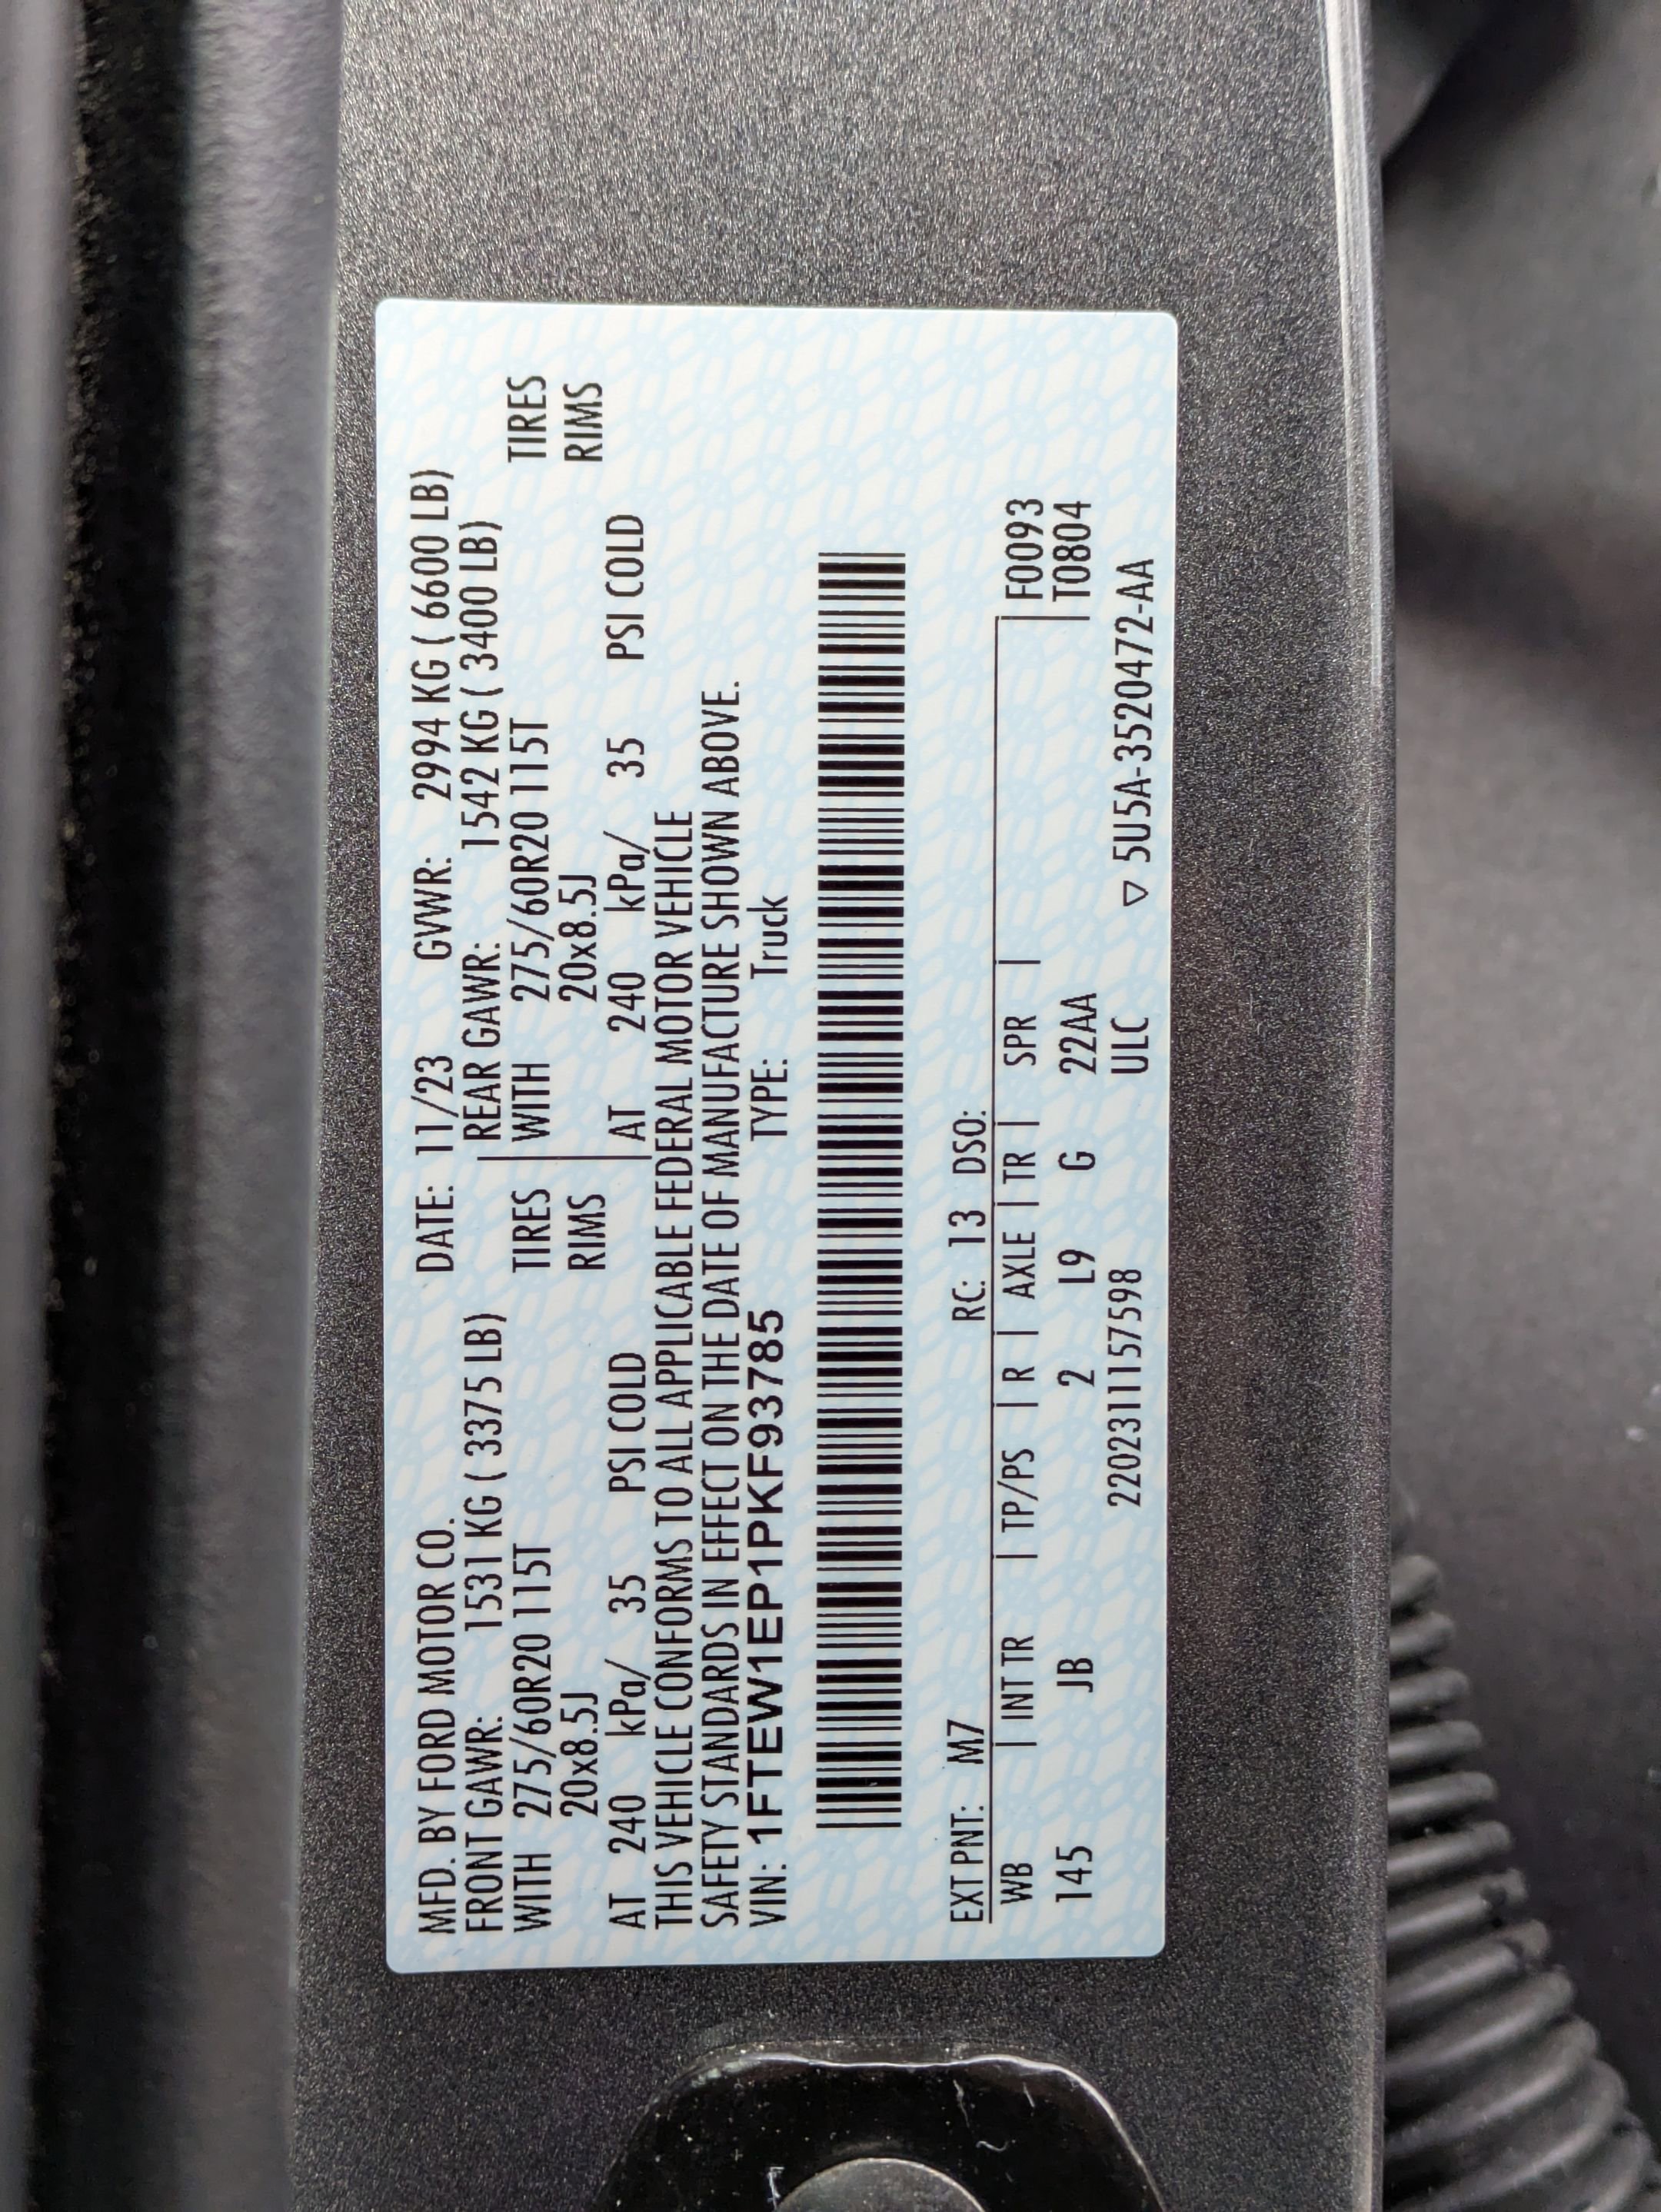 MFD. BY FORD MOTOR CO. DATE: 11/23 GVWR: 2994 KG ( 6600 LB)
FRONT GAWR: 1531 KG ( 3375 LB) REAR GAWR: 1542 KG ( 3400 LB)
WITH 275/60R20 115T TIRES WITH 275/60R20 115T TIRES
20x8.5J RIMS 20x8.5J RIMS
AT 240 kPa/ 35 PSI COLD AT 240 kPa/ 35 PSI COLD
THIS VEHICLE CONFORMS TO ALL APPLICABLE FEDERAL MOTOR VEHICLE
SAFETY STANDARDS IN EFFECT ON THE DATE OF MANUFACTURE SHOWN ABOVE.
VIN: 1FTEW1EP1PKF93785 TYPE: Truck
EXT PNT: M7 RC: 13 DSO:
WB | INT TR | TP/PS | R | AXLE | TR | SPR | F0093
145 JB 2 L9 G 22AA T0804
2202311157598 ULC ▽ 5U5A-3520472-AA